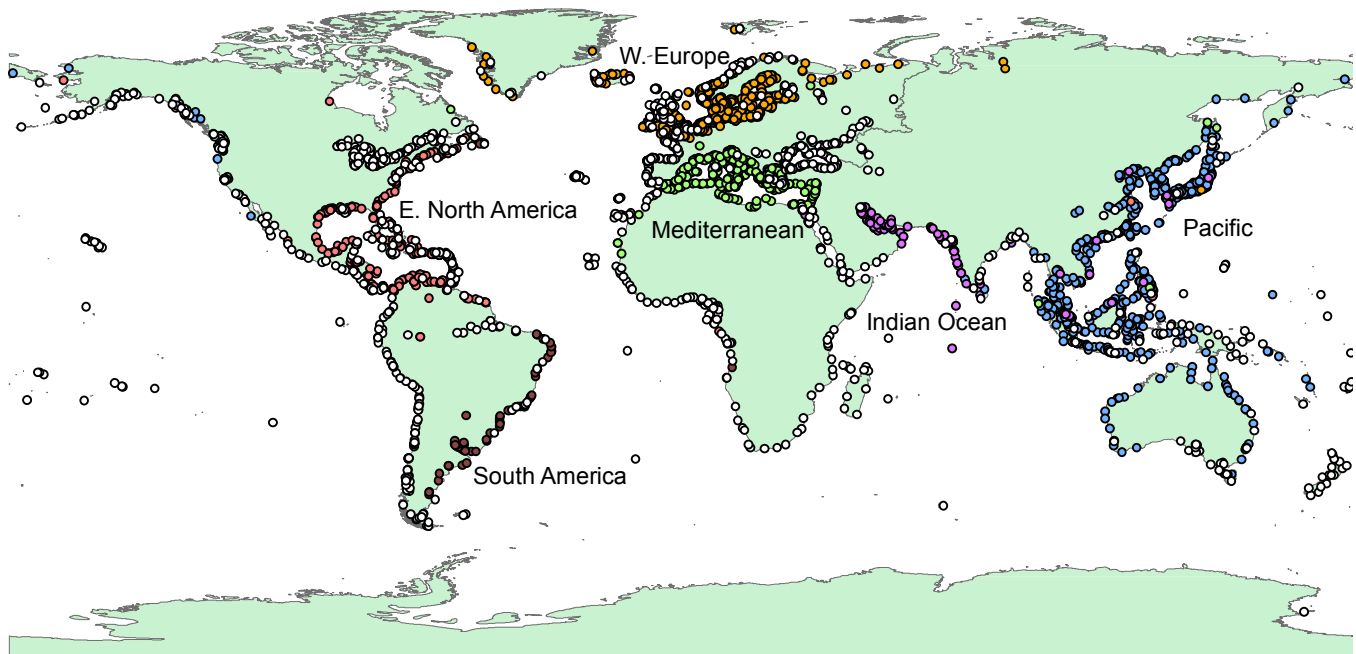 W. Europe
E. North America
Mediterranean
Pacific
Indian Ocean
South America